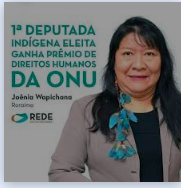 1ª DEPUTADA
INDÍGENA ELEITA
GANHA PRÊMIO DE
DIREITOS HUMANOS
DA ONU
Joênia Wapichana
Roraima
REDE